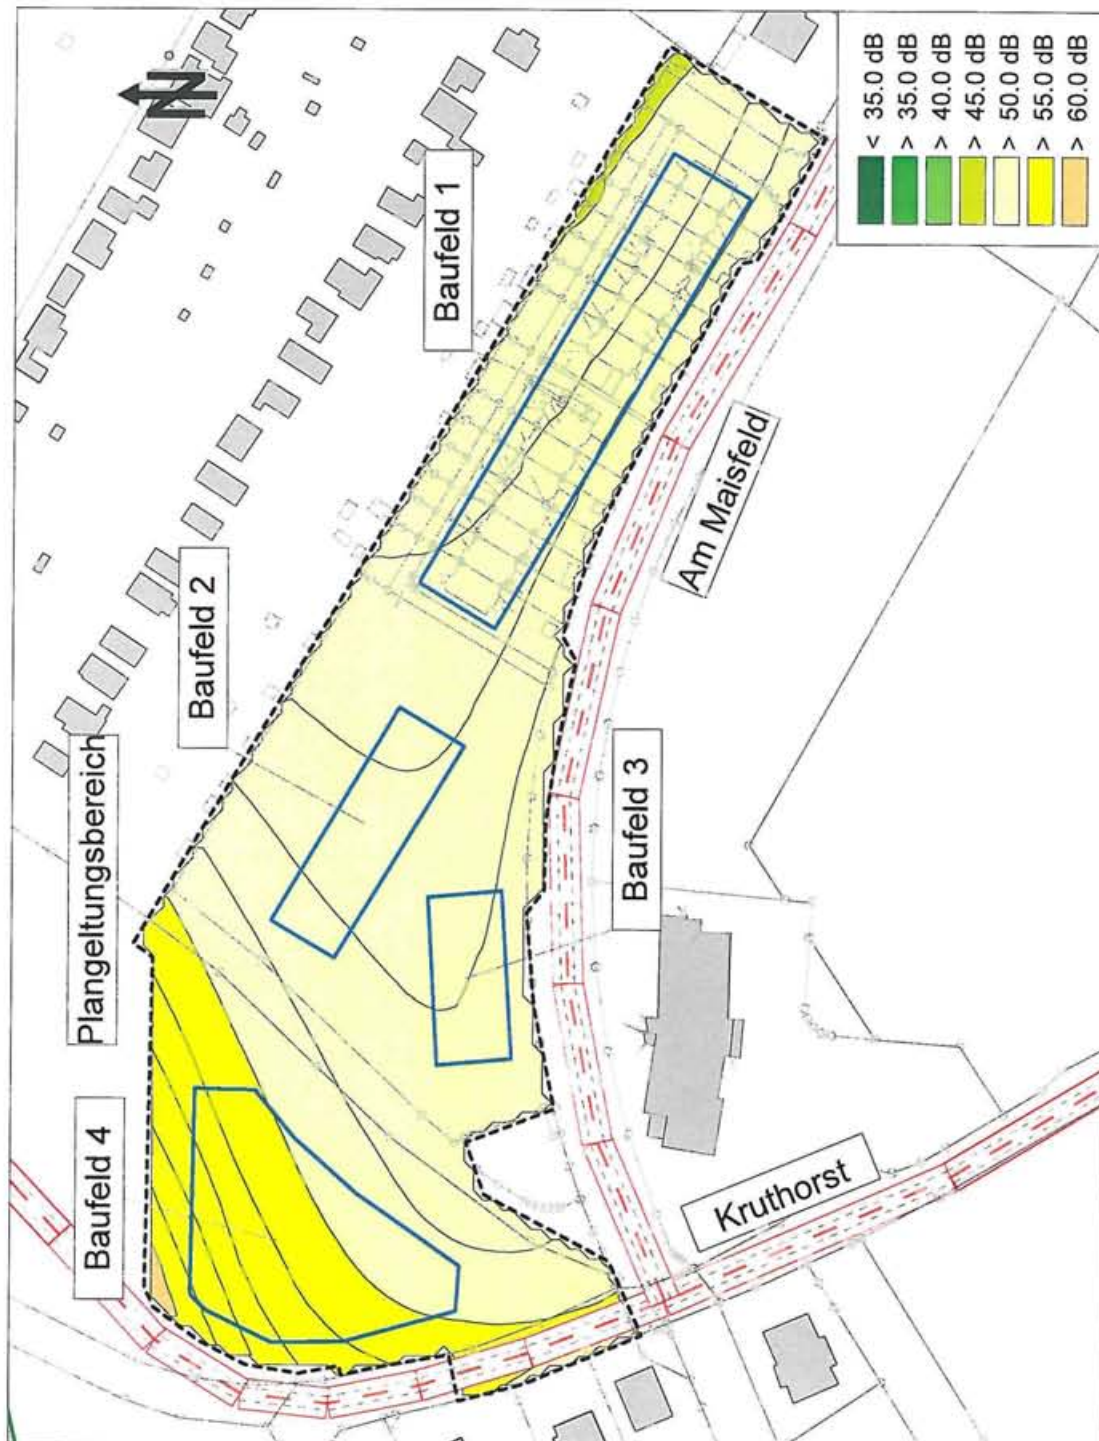 N
Baufeld 4
Plangeltungsbereich
Baufeld 2
Baufeld 1
Baufeld 3
Am Maisfeld
Kruthorst
< 35.0 dB
> 35.0 dB
> 40.0 dB
> 45.0 dB
> 50.0 dB
> 55.0 dB
> 60.0 dB